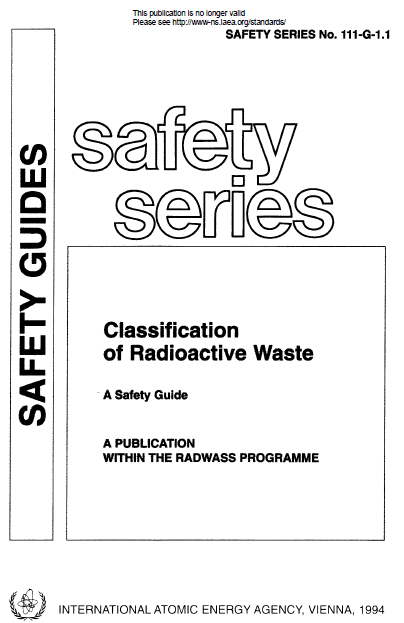 This publication is no longer valid
Please see http://www-ns.iaea.org/standards/
SAFETY SERIES No. 111-G-1.1
safety
series
SAFETY GUIDES
Classification
of Radioactive Waste
A Safety Guide
A PUBLICATION
WITHIN THE RADWASS PROGRAMME
INTERNATIONAL ATOMIC ENERGY AGENCY, VIENNA, 1994